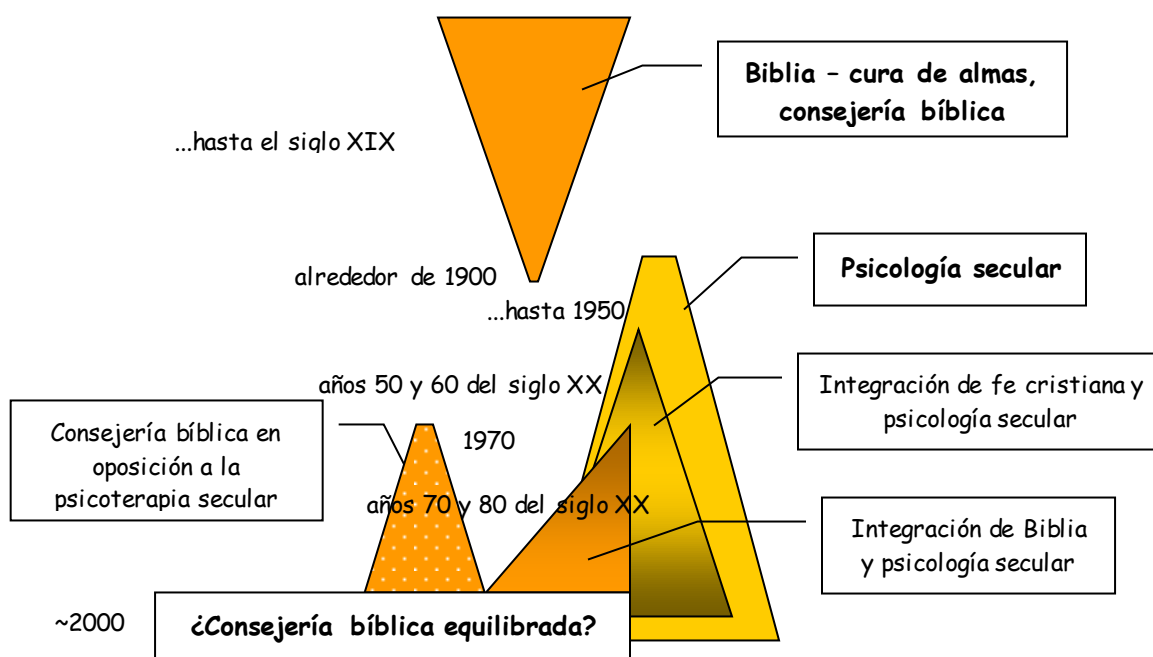 Biblia – cura de almas,
consejería bíblica
...hasta el siglo XIX
Psicología secular
alrededor de 1900
...hasta 1950
años 50 y 60 del siglo XX
Integración de fe cristiana y
psicología secular
Consejería bíblica en
oposición a la
psicoterapia secular
1970
años 70 y 80 del siglo XX
Integración de Biblia
y psicología secular
~2000
¿Consejería bíblica equilibrada?